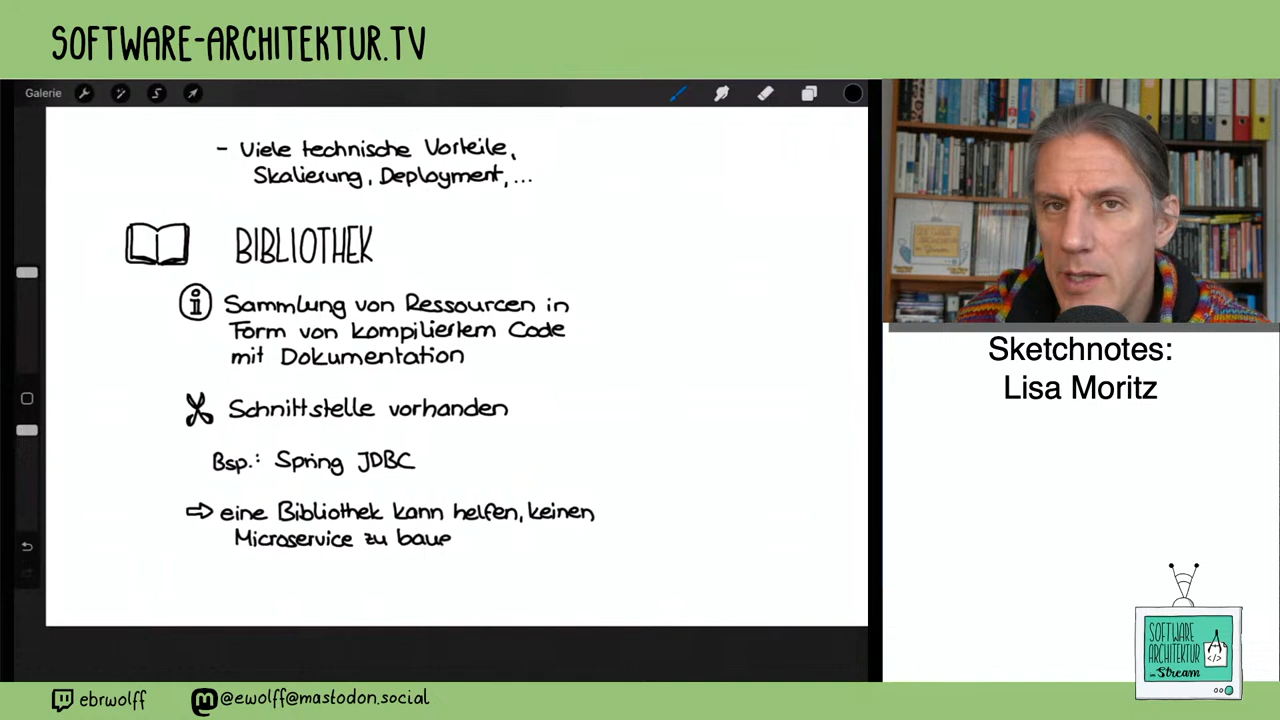 SOFTWARE-ARCHITEKTUR.TV
Galerie
- Viele technische Vorteile,
Skalierung, Deployment, ...
BIBLIOTHEK
i Sammlung von Ressourcen in
Form von kompiliertem Code
mit Dokumentation
Schnittstelle vorhanden
Bsp.: Spring JDBC
⇒ eine Bibliothek kann helfen, keinen
Microservice zu baue
Sketchnotes:
Lisa Moritz
SOFTWARE
ARCHITEKTUR
im Stream
</>
ebrwolff
@ewolff@mastodon.social